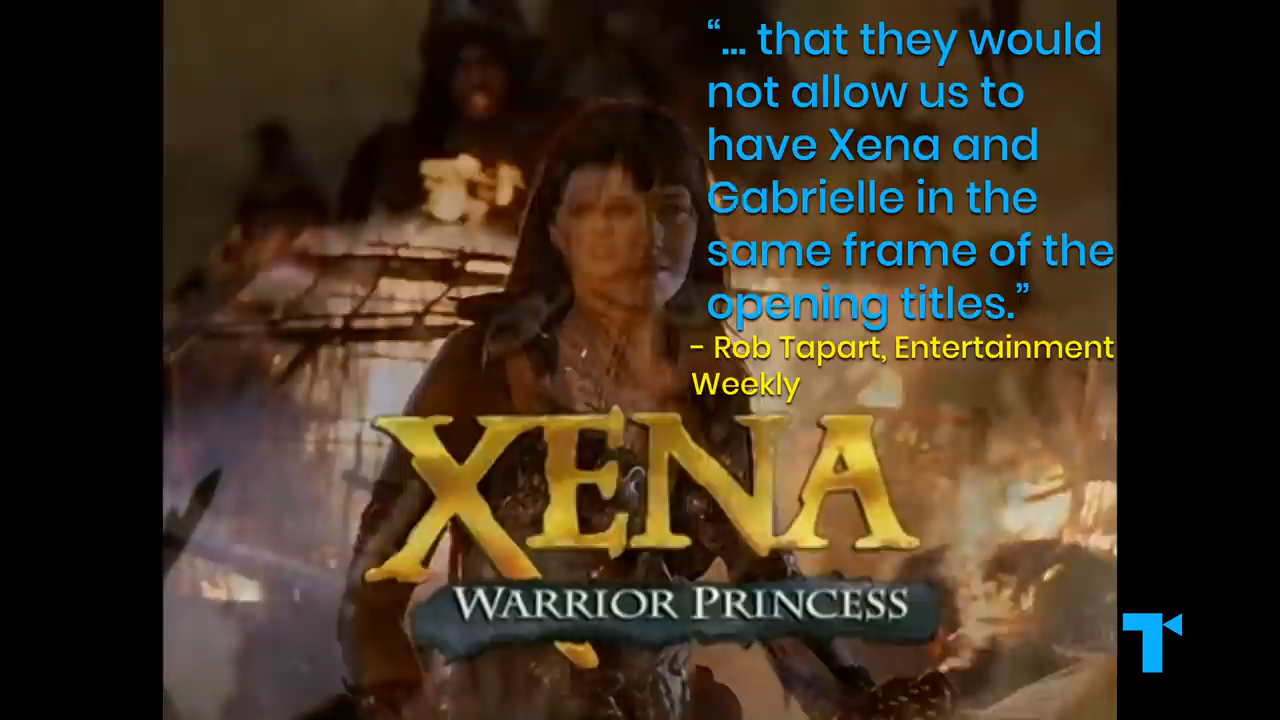 “... that they would
not allow us to
have Xena and
Gabrielle in the
same frame of the
opening titles.”
- Rob Tapart, Entertainment
Weekly
XENA
WARRIOR PRINCESS
T